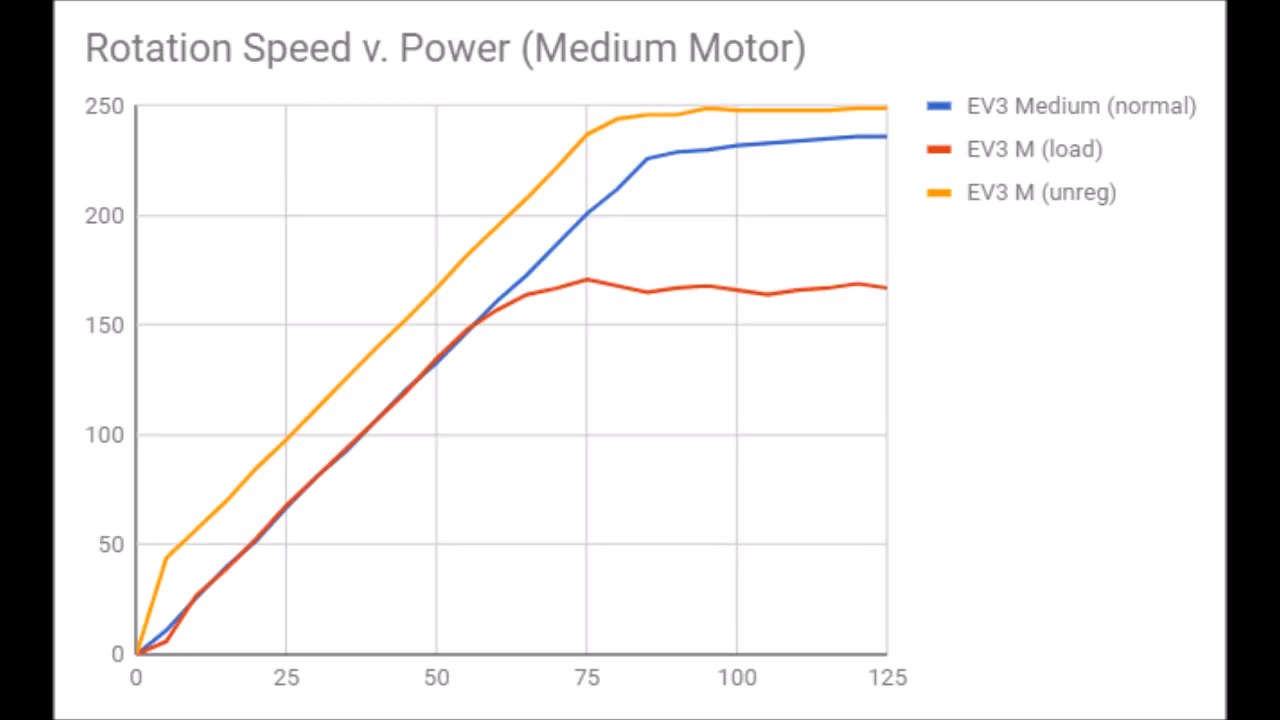 Rotation Speed v. Power (Medium Motor)
250
200
150
100
50
0
0 25 50 75 100 125
EV3 Medium (normal)
EV3 M (load)
EV3 M (unreg)